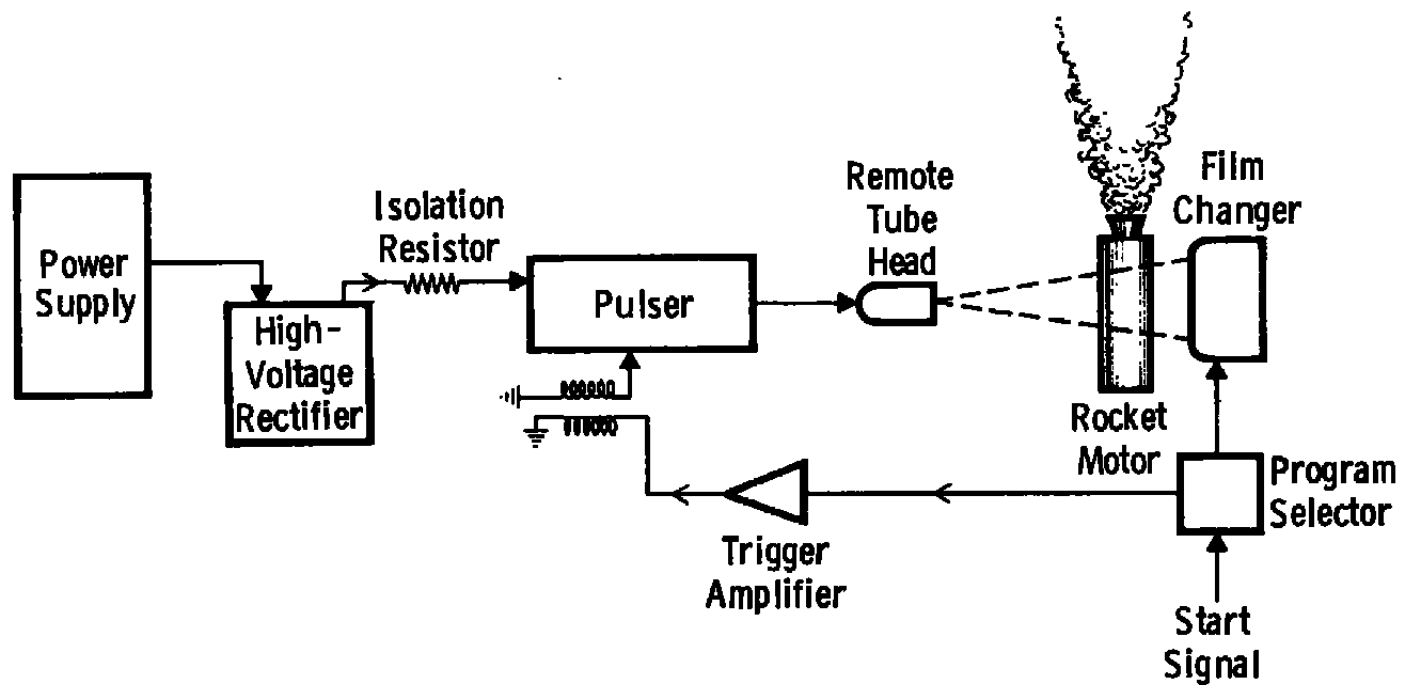 Power
Supply
High-
Voltage
Rectifier
Isolation
Resistor
Pulser
Remote
Tube
Head
Film
Changer
Rocket
Motor
Program
Selector
Trigger
Amplifier
Start
Signal